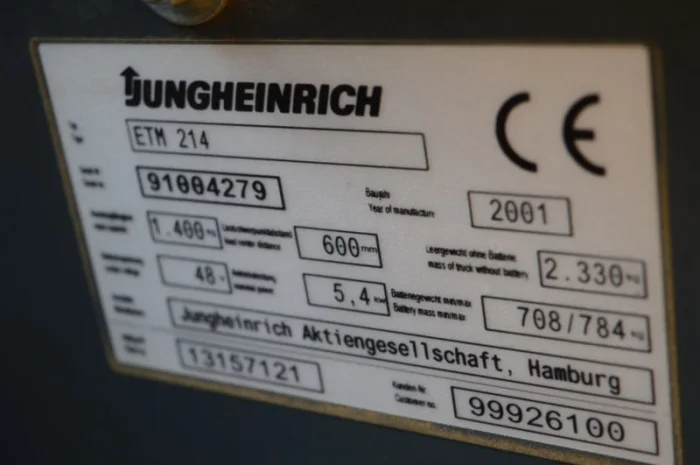 JUNGHEINRICH
CE
ETM 214
91004279
Baujahr
Year of manufacture
2001
1.400 kg
600 mm
Leergewicht ohne Batterie
mass of truck without battery
2.330 kg
48
5,4 kW
Batteriegewicht min/max
Battery mass min/max
708/784 kg
Jungheinrich Aktiengesellschaft, Hamburg
13157121
Kunden Nr.
Customer no.
99926100